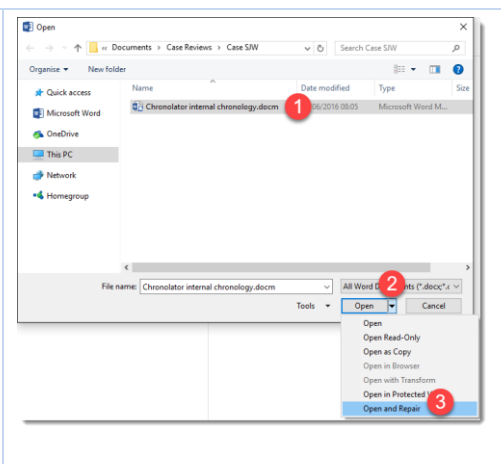 Open
« Documents > Case Reviews > Case SJW
Search Case SJW
Organise
New folder
Name
Date modified
Type
Size
Quick access
Microsoft Word
OneDrive
This PC
Network
Homegroup
Chronolator internal chronology.docm
1
06/2016 08:05
Microsoft Word M...
File name:
Chronolator internal chronology.docm
2
All Word
(*.docx;*.
Tools
Open
Cancel
Open
Open Read-Only
Open as Copy
Open in Browser
Open with Transform
Open in Protected
Open and Repair
3